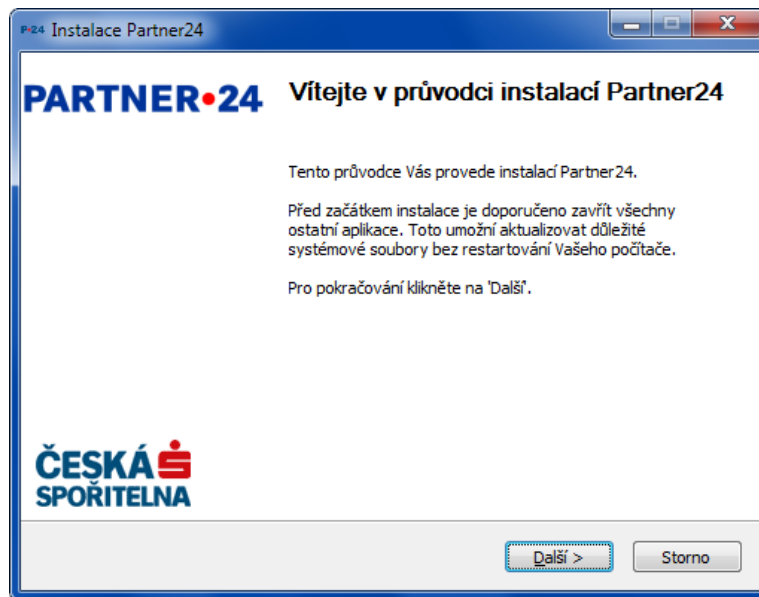 P·24 Instalace Partner24
PARTNER•24
Vítejte v průvodci instalací Partner24
Tento průvodce Vás provede instalací Partner24.
Před začátkem instalace je doporučeno zavřít všechny
ostatní aplikace. Toto umožní aktualizovat důležité
systémové soubory bez restartování Vašeho počítače.
Pro pokračování klikněte na 'Další'.
ČESKÁ
SPOŘITELNA
Další >
Storno